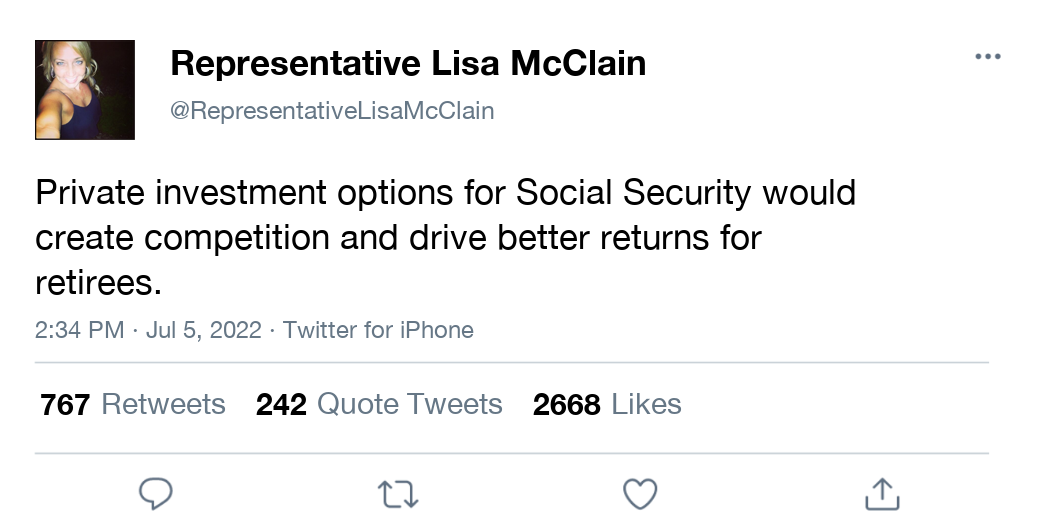 Representative Lisa McClain
@RepresentativeLisaMcClain
Private investment options for Social Security would
create competition and drive better returns for
retirees.
2:34 PM · Jul 5, 2022 · Twitter for iPhone
767 Retweets 242 Quote Tweets 2668 Likes